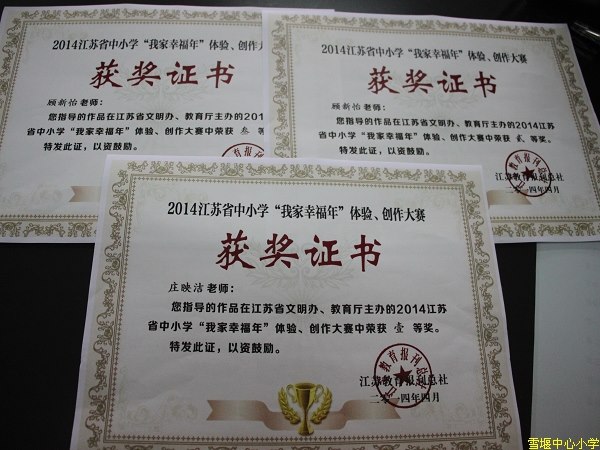 2014江苏省中小学“我家幸福年”体验、创作大
获奖证书
顾新怡老师：
您指导的作品在江苏省文明办、教育厅主办的2014江
省中小学“我家幸福年”体验、创作大赛中荣获 叁 等
特发此证，以资鼓励。
2014江苏省中小学“我家幸福年”体验、创作大赛
获奖证书
顾新怡老师：
您指导的作品在江苏省文明办、教育厅主办的2014江苏
省中小学“我家幸福年”体验、创作大赛中荣获 贰 等奖。
特发此证，以资鼓励。
江苏教育报刊总社
二〇一四年四月
2014江苏省中小学“我家幸福年”体验、创作大赛
获奖证书
庄映洁老师：
您指导的作品在江苏省文明办、教育厅主办的2014江苏
省中小学“我家幸福年”体验、创作大赛中荣获 壹 等奖。
特发此证，以资鼓励。
江苏教育报刊总社
二〇一四年四月
雪堰中心小学